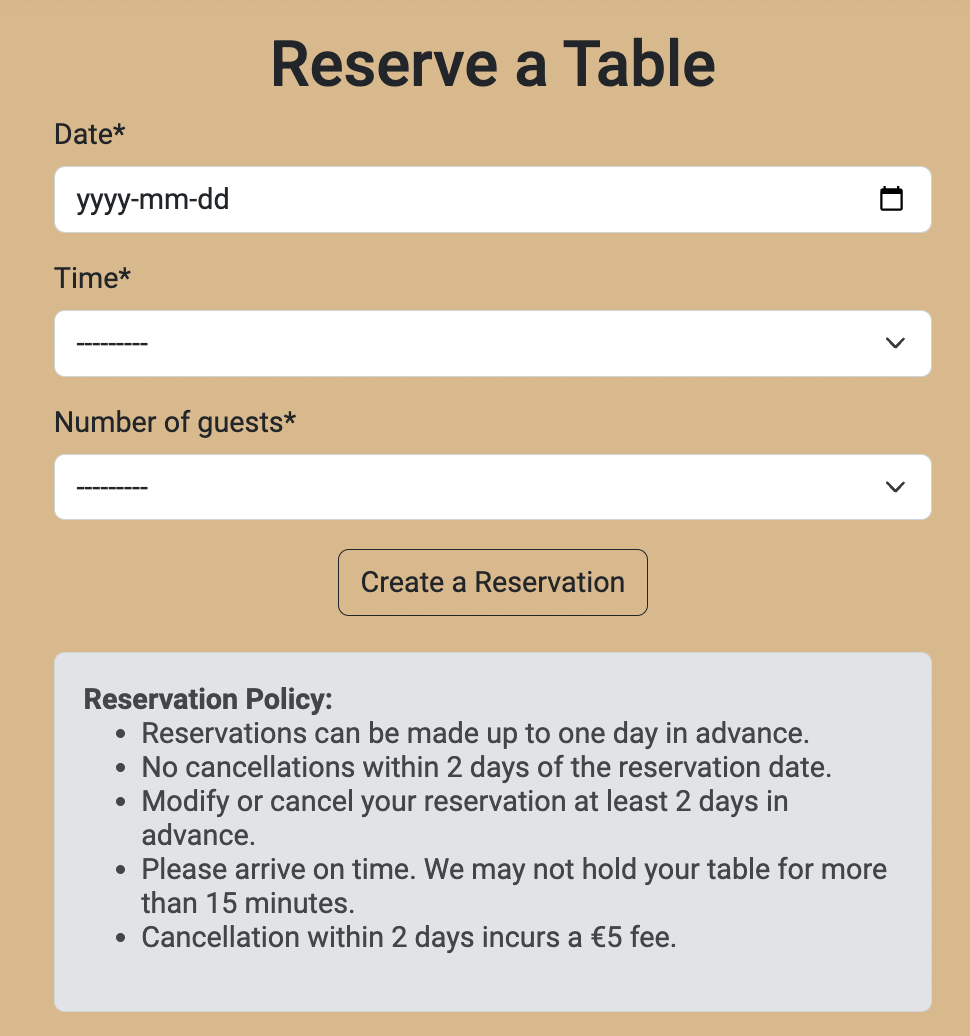 Reserve a Table
Date*
yyyy-mm-dd
Time*
---------
Number of guests*
---------
Create a Reservation
Reservation Policy:
• Reservations can be made up to one day in advance.
• No cancellations within 2 days of the reservation date.
• Modify or cancel your reservation at least 2 days in
advance.
• Please arrive on time. We may not hold your table for more
than 15 minutes.
• Cancellation within 2 days incurs a €5 fee.